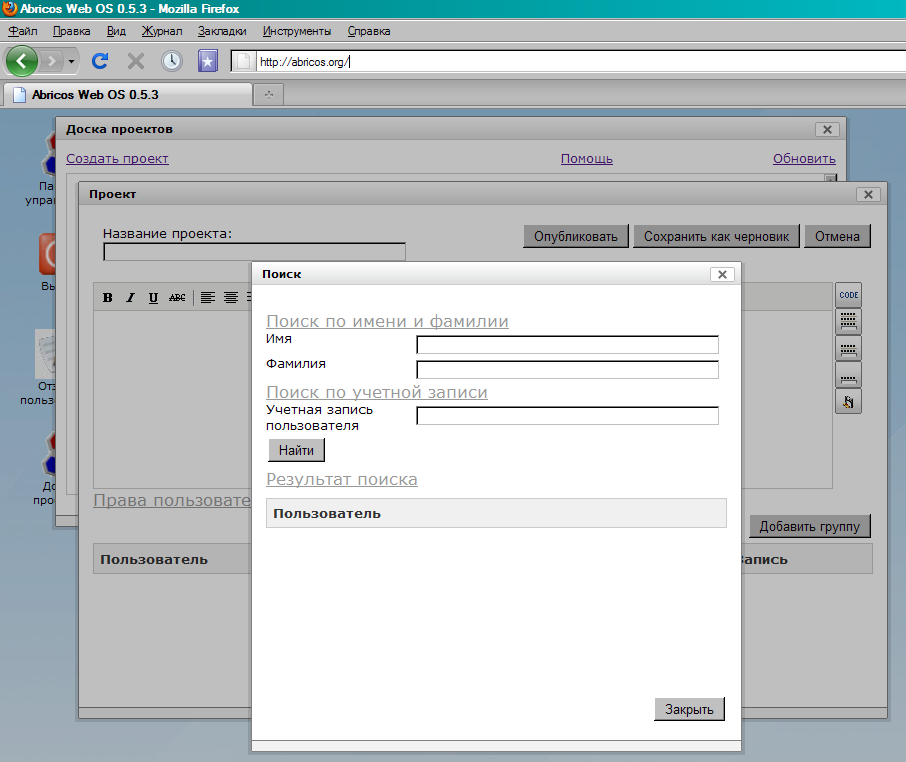 Abricos Web OS 0.5.3 - Mozilla Firefox
Файл Правка Вид Журнал Закладки Инструменты Справка
http://abricos.org/
Abricos Web OS 0.5.3
Доска проектов
Создать проект Помощь Обновить
Проект
Название проекта:
Опубликовать Сохранить как черновик Отмена
B I U ABC
CODE
Поиск
Поиск по имени и фамилии
Имя
Фамилия
Поиск по учетной записи
Учетная запись
пользователя
Найти
Результат поиска
Пользователь
Закрыть
Права пользовате
Добавить группу
Пользователь запись
Па
упра
Вы
От
польз
До
про